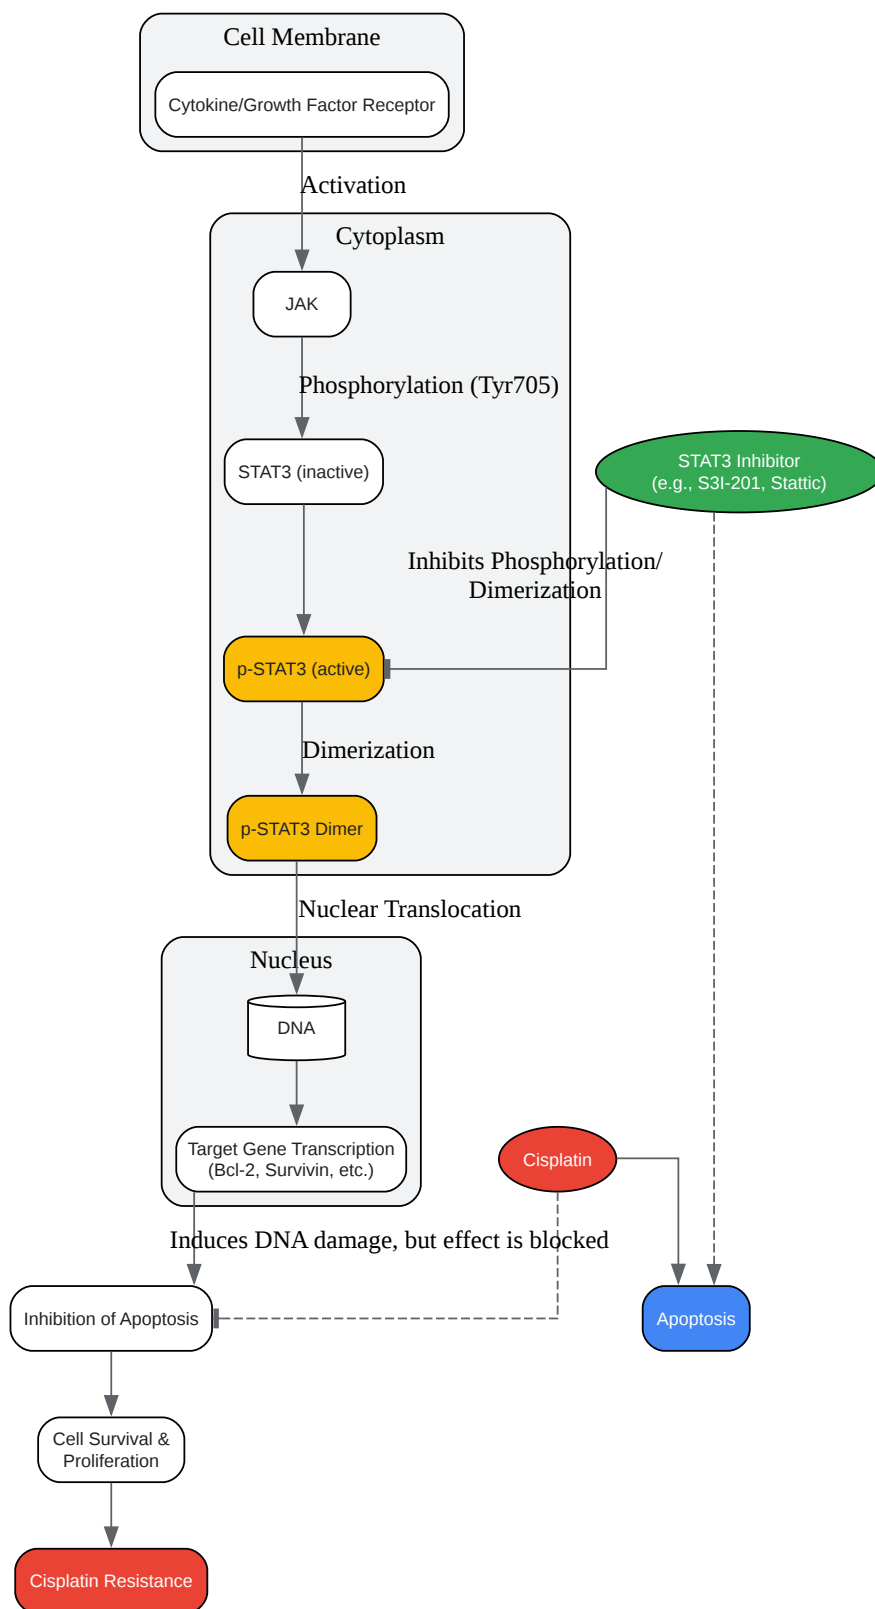 Cell Membrane
Cytokine/Growth Factor Receptor
Activation
Cytoplasm
JAK
Phosphorylation (Tyr705)
STAT3 (inactive)
STAT3 Inhibitor
(e.g., S3I-201, Stattic)
Inhibits Phosphorylation/
Dimerization
p-STAT3 (active)
Dimerization
p-STAT3 Dimer
Nuclear Translocation
Nucleus
DNA
Target Gene Transcription
(Bcl-2, Survivin, etc.)
Cisplatin
Induces DNA damage, but effect is blocked
Inhibition of Apoptosis
Apoptosis
Cell Survival &
Proliferation
Cisplatin Resistance